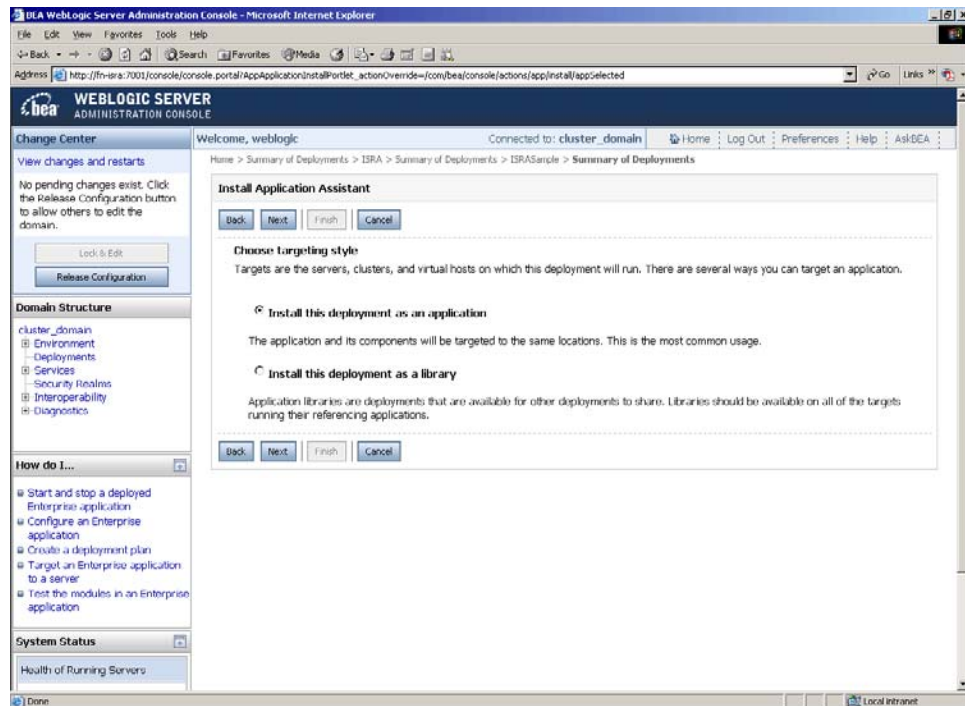 BEA WebLogic Server Administration Console - Microsoft Internet Explorer
File Edit View Favorites Tools Help
Back Search Favorites Media
Address http://fn-isra:7001/console/console.portal?AppApplicationInstallPortlet_actionOverride=/com/bea/console/actions/app/install/appSelected Go Links »
bea WEBLOGIC SERVER
ADMINISTRATION CONSOLE
Change Center
View changes and restarts
No pending changes exist. Click
the Release Configuration button
to allow others to edit the
domain.
Lock & Edit
Release Configuration
Domain Structure
cluster_domain
Environment
Deployments
Services
Security Realms
Interoperability
Diagnostics
How do I...
Start and stop a deployed
Enterprise application
Configure an Enterprise
application
Create a deployment plan
Target an Enterprise application
to a server
Test the modules in an Enterprise
application
System Status
Health of Running Servers
Welcome, weblogic Connected to: cluster_domain Home Log Out Preferences Help AskBEA
Home > Summary of Deployments > ISRA > Summary of Deployments > ISRASample > Summary of Deployments
Install Application Assistant
Back Next Finish Cancel
Choose targeting style
Targets are the servers, clusters, and virtual hosts on which this deployment will run. There are several ways you can target an application.
Install this deployment as an application
The application and its components will be targeted to the same locations. This is the most common usage.
Install this deployment as a library
Application libraries are deployments that are available for other deployments to share. Libraries should be available on all of the targets
running their referencing applications.
Back Next Finish Cancel
Done Local intranet